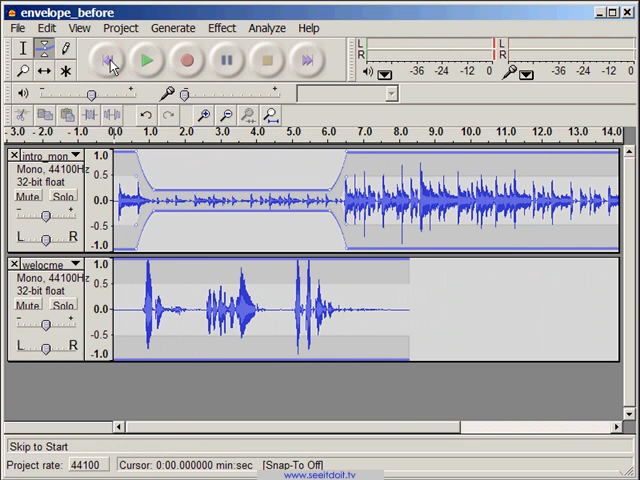 envelope_before
File Edit View Project Generate Effect Analyze Help
L
R
-36 -24 -12 0
L
R
-36 -24 -12 0
- +
- +
- 3.0 2.0 1.0 0.0 1.0 2.0 3.0 4.0 5.0 6.0 7.0 8.0 9.0 10.0 11.0 12.0 13.0 14.0
intro_mon
Mono, 44100Hz
32-bit float
Mute Solo
- +
L R
1.0
0.5
0.0
-0.5
-1.0
welocme
Mono, 44100Hz
32-bit float
Mute Solo
- +
L R
1.0
0.5
0.0
-0.5
-1.0
Skip to Start
Project rate: 44100 Cursor: 0:00.000000 min:sec [Snap-To Off]
www.seeitdoit.tv